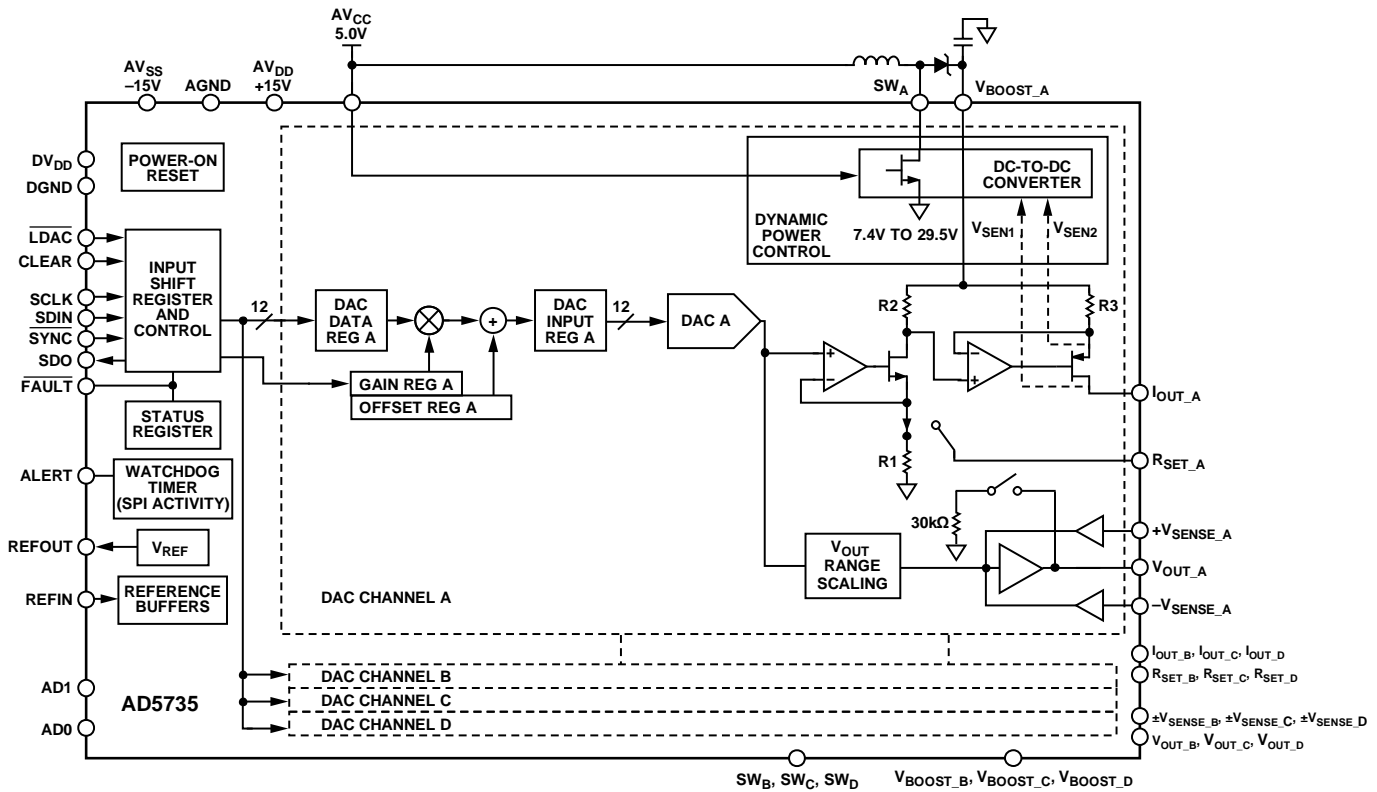 AVCC
5.0V
AVSS
–15V
AGND
AVDD
+15V
SWA
VBOOST_A
DVDD
DGND
POWER-ON
RESET
DC-TO-DC
CONVERTER
DYNAMIC
POWER
CONTROL
7.4V TO 29.5V
VSEN1
VSEN2
LDAC
CLEAR
SCLK
SDIN
SYNC
SDO
FAULT
INPUT
SHIFT
REGISTER
AND
CONTROL
12
DAC
DATA
REG A
×
+
DAC
INPUT
REG A
12
DAC A
GAIN REG A
OFFSET REG A
R2
R3
+
–
–
+
R1
IOUT_A
RSET_A
STATUS
REGISTER
ALERT
WATCHDOG
TIMER
(SPI ACTIVITY)
REFOUT
VREF
REFIN
REFERENCE
BUFFERS
30kΩ
VOUT
RANGE
SCALING
+VSENSE_A
VOUT_A
–VSENSE_A
DAC CHANNEL A
DAC CHANNEL B
DAC CHANNEL C
DAC CHANNEL D
IOUT_B, IOUT_C, IOUT_D
RSET_B, RSET_C, RSET_D
±VSENSE_B, ±VSENSE_C, ±VSENSE_D
VOUT_B, VOUT_C, VOUT_D
AD1
AD0
AD5735
SWB, SWC, SWD
VBOOST_B, VBOOST_C, VBOOST_D